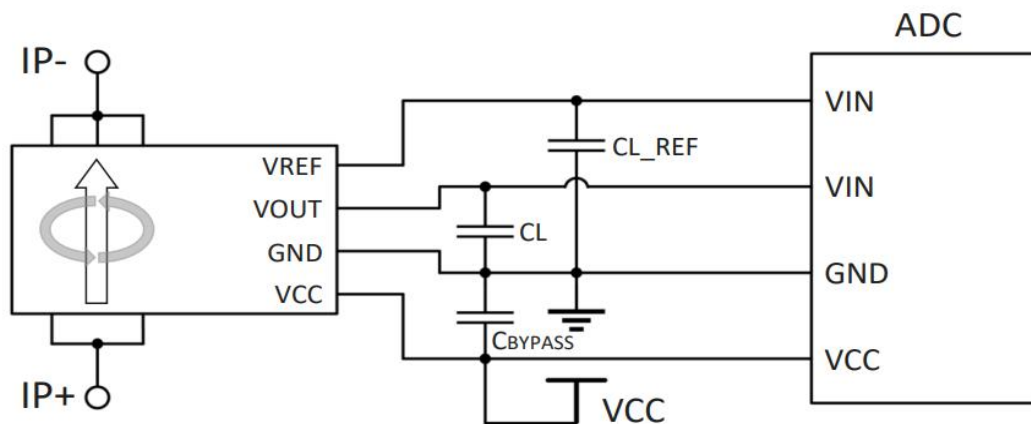 ADC
IP-
VREF
VOUT
GND
VCC
IP+
CL_REF
CL
CBYPASS
VCC
VIN
VIN
GND
VCC